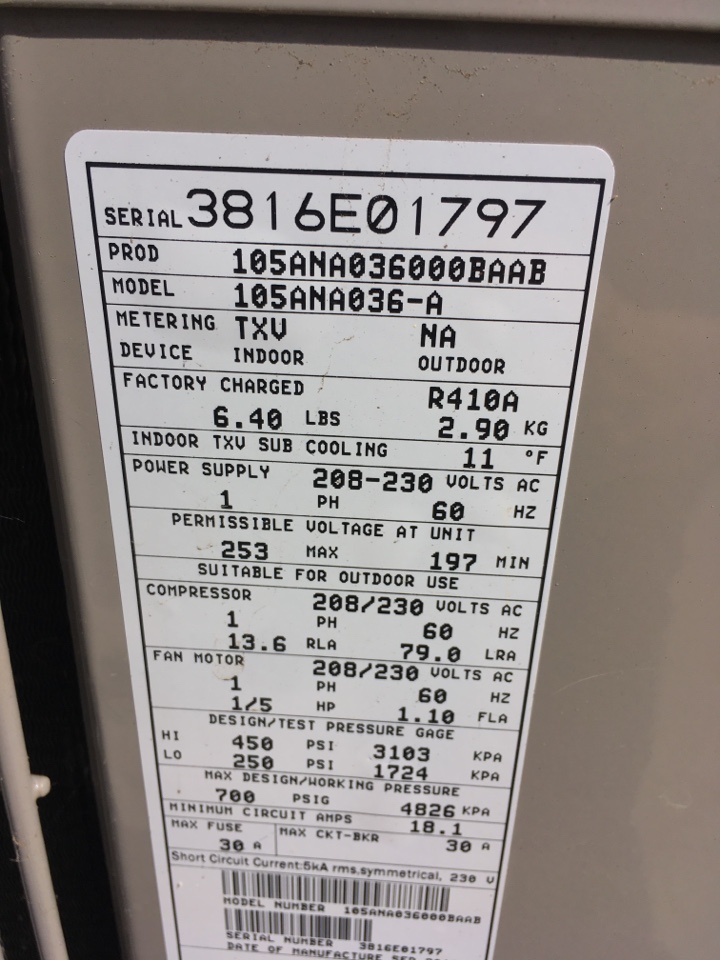 SERIAL 3816E01797
PROD 105ANA036000BAAB
MODEL 105ANA036-A
METERING TXV NA
DEVICE INDOOR OUTDOOR
FACTORY CHARGED R410A
6.40 LBS 2.90 KG
INDOOR TXV SUB COOLING 11 °F
POWER SUPPLY 208-230 VOLTS AC
1 PH 60 HZ
PERMISSIBLE VOLTAGE AT UNIT
253 MAX 197 MIN
SUITABLE FOR OUTDOOR USE
COMPRESSOR 208/230 VOLTS AC
1 PH 60 HZ
13.6 RLA 79.0 LRA
FAN MOTOR 208/230 VOLTS AC
1 PH 60 HZ
1/5 HP 1.10 FLA
DESIGN/TEST PRESSURE GAGE
HI 450 PSI 3103 KPA
LO 250 PSI 1724 KPA
MAX DESIGN/WORKING PRESSURE
700 PSIG 4826 KPA
MINIMUM CIRCUIT AMPS 18.1
MAX FUSE MAX CKT-BKR
30 A 30 A
Short Circuit Current:5kA rms,symmetrical, 230 V
MODEL NUMBER 105ANA036000BAAB
SERIAL NUMBER 3816E01797
DATE OF MANUFACTURE SEP